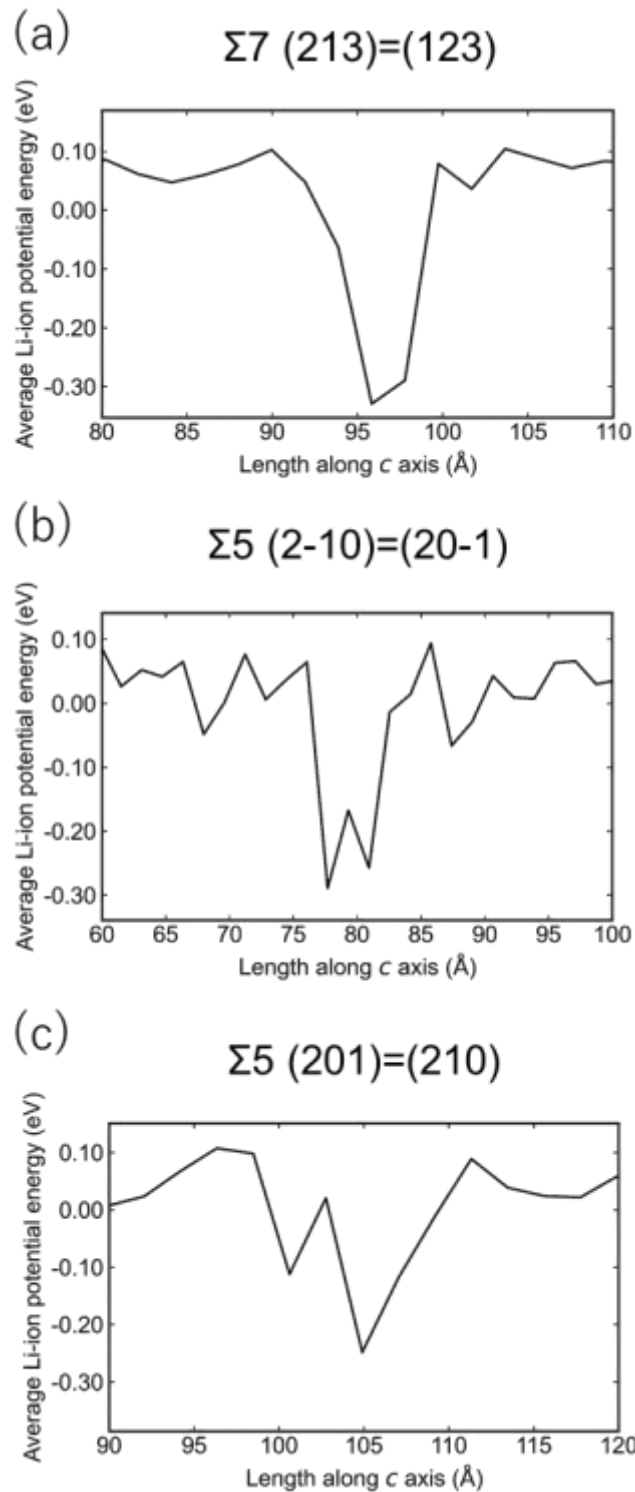 (a)
Σ7 (213)=(123)
Average Li-ion potential energy (eV)
0.10
0.00
-0.10
-0.20
-0.30
80 85 90 95 100 105 110
Length along c axis (Å)
(b)
Σ5 (2-10)=(20-1)
Average Li-ion potential energy (eV)
0.10
0.00
-0.10
-0.20
-0.30
60 65 70 75 80 85 90 95 100
Length along c axis (Å)
(c)
Σ5 (201)=(210)
Average Li-ion potential energy (eV)
0.10
0.00
-0.10
-0.20
-0.30
90 95 100 105 110 115 120
Length along c axis (Å)